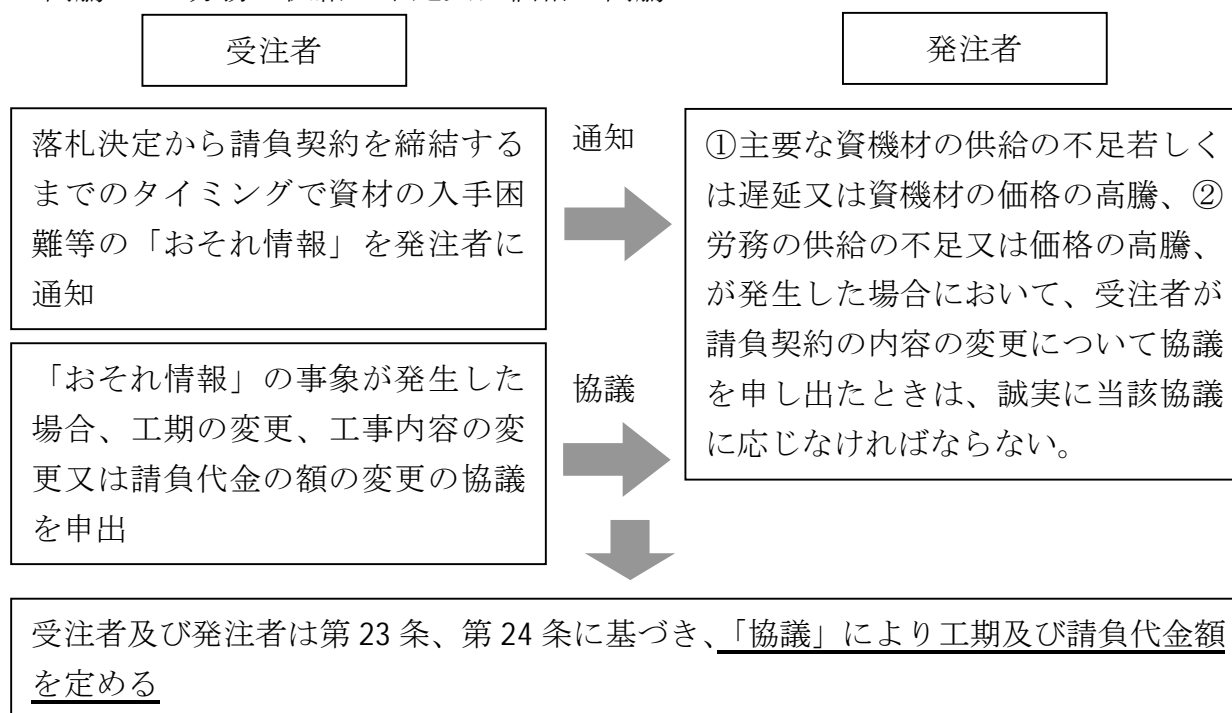 受注者
発注者
落札決定から請負契約を締結する
までのタイミングで資材の入手困
難等の「おそれ情報」を発注者に
通知
通知
①主要な資機材の供給の不足若しく
は遅延又は資機材の価格の高騰、②
労務の供給の不足又は価格の高騰、
が発生した場合において、受注者が
請負契約の内容の変更について協議
を申し出たときは、誠実に当該協議
に応じなければならない。
「おそれ情報」の事象が発生した
場合、工期の変更、工事内容の変
更又は請負代金の額の変更の協議
を申出
協議
受注者及び発注者は第 23 条、第 24 条に基づき、「協議」により工期及び請負代金額
を定める